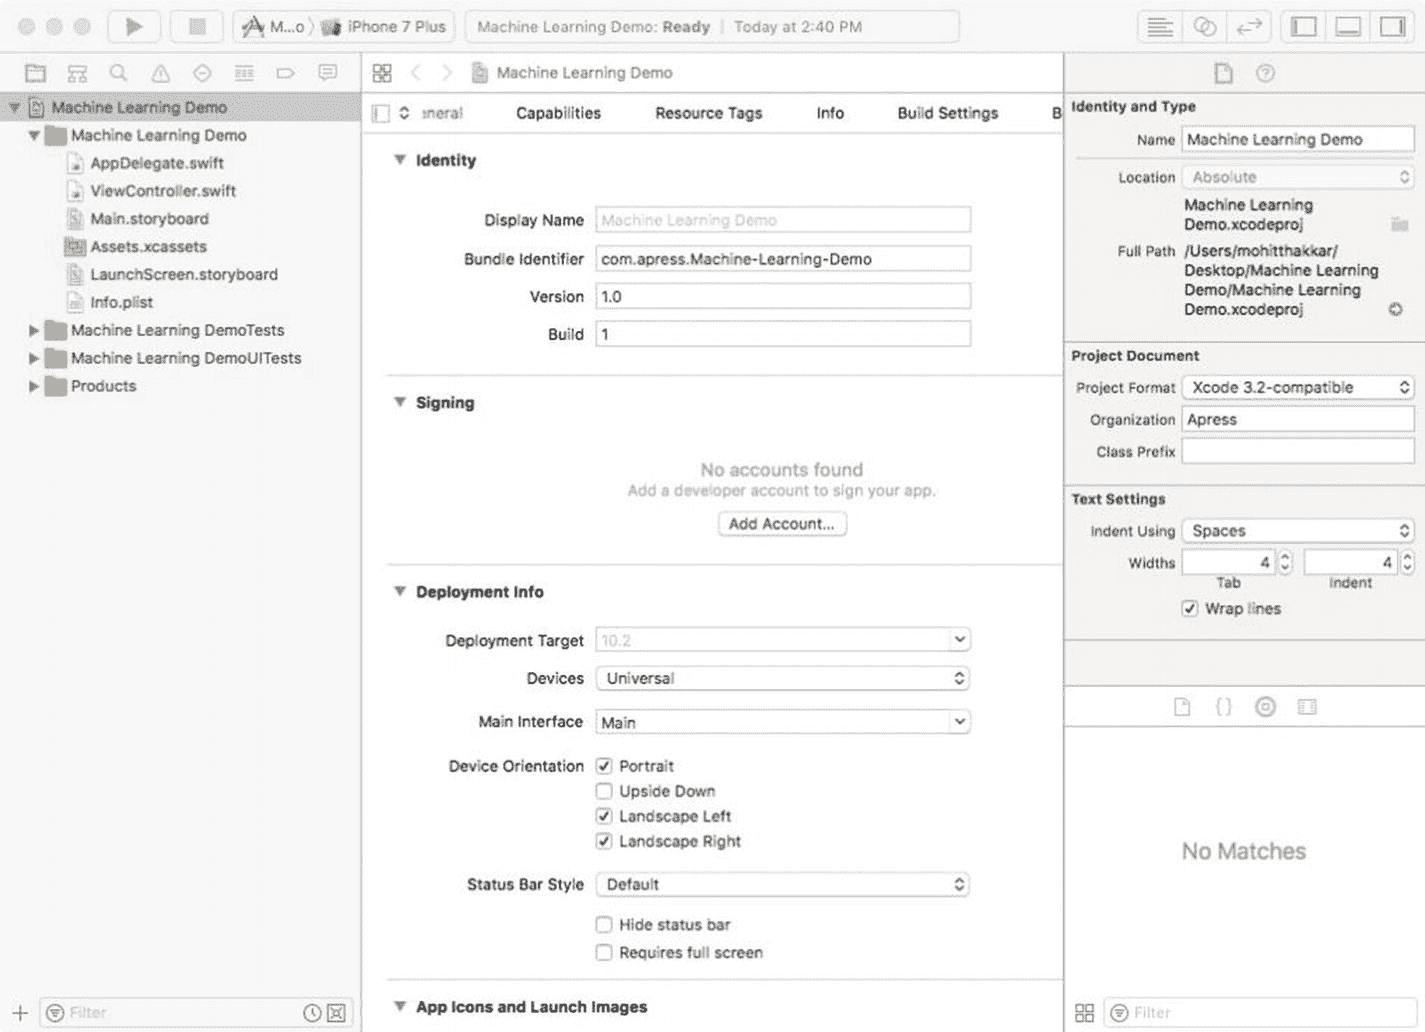 M...o
iPhone 7 Plus
Machine Learning Demo: Ready
Today at 2:40 PM
Machine Learning Demo
Machine Learning Demo
AppDelegate.swift
ViewController.swift
Main.storyboard
Assets.xcassets
LaunchScreen.storyboard
Info.plist
Machine Learning DemoTests
Machine Learning DemoUITests
Products
Filter
Machine Learning Demo
neral Capabilities Resource Tags Info Build Settings B
Identity
Display Name Machine Learning Demo
Bundle Identifier com.apress.Machine-Learning-Demo
Version 1.0
Build 1
Signing
No accounts found
Add a developer account to sign your app.
Add Account...
Deployment Info
Deployment Target 10.2
Devices Universal
Main Interface Main
Device Orientation Portrait
Upside Down
Landscape Left
Landscape Right
Status Bar Style Default
Hide status bar
Requires full screen
App Icons and Launch Images
Identity and Type
Name Machine Learning Demo
Location Absolute
Machine Learning
Demo.xcodeproj
Full Path /Users/mohitthakkar/
Desktop/Machine Learning
Demo/Machine Learning
Demo.xcodeproj
Project Document
Project Format Xcode 3.2-compatible
Organization Apress
Class Prefix
Text Settings
Indent Using Spaces
Widths 4 4
Tab Indent
Wrap lines
{}
No Matches
Filter